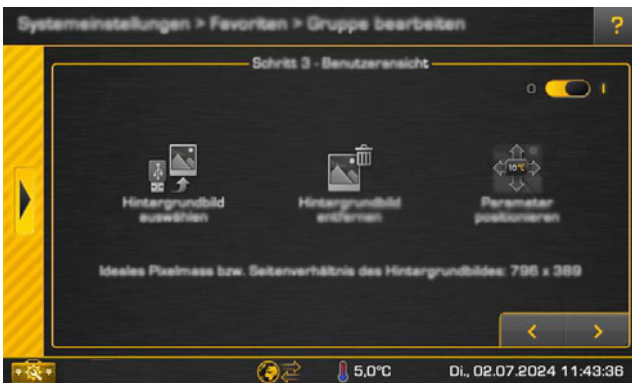 Systemeinstellungen > Favoriten > Gruppe bearbeiten
?
Schritt 3 - Benutzeransicht
O I
10°C
Hintergrundbild auswählen
Hintergrundbild entfernen
Parameter positionieren
Ideales Pixelmass bzw. Seitenverhältnis des Hintergrundbildes: 796 x 389
< >
5,0°C
Di., 02.07.2024 11:43:36